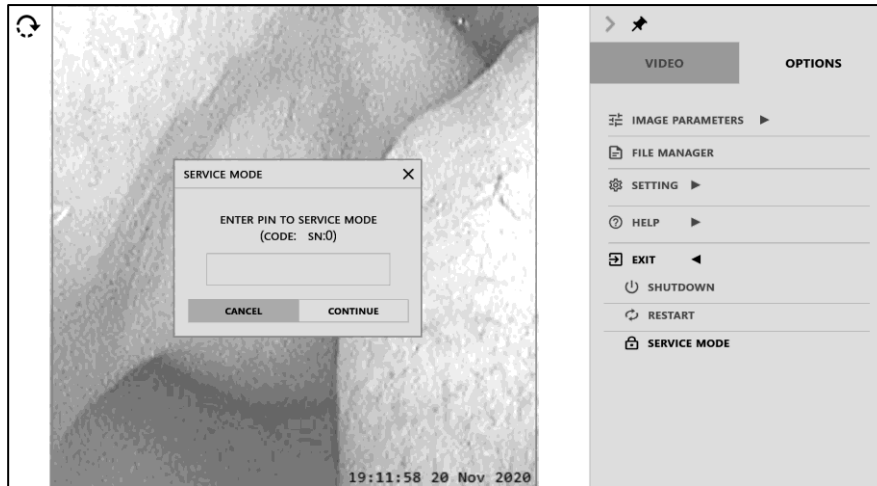 VIDEO
OPTIONS
IMAGE PARAMETERS
FILE MANAGER
SETTING
HELP
EXIT
SHUTDOWN
RESTART
SERVICE MODE
SERVICE MODE
ENTER PIN TO SERVICE MODE
(CODE: SN:0)
CANCEL
CONTINUE
19:11:58 20 Nov 2020